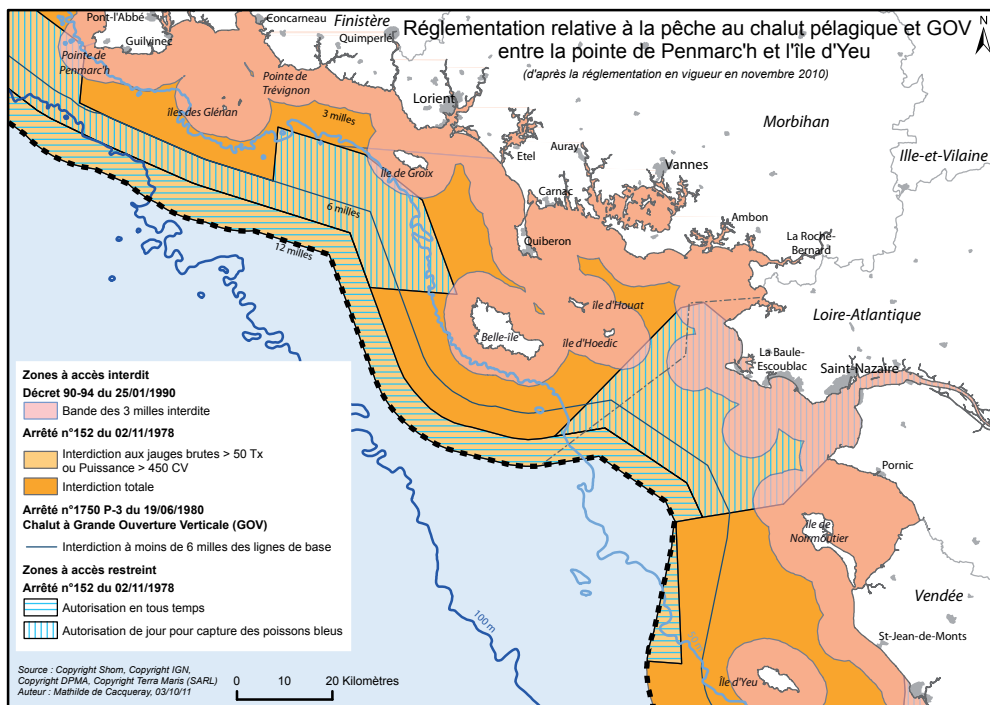 Réglementation relative à la pêche au chalut pélagique et GOV
entre la pointe de Penmarc'h et l'île d'Yeu
(d'après la réglementation en vigueur en novembre 2010)
N
Pont-l'Abbé
Concarneau
Finistère
Guilvinec
Quimperlé
Pointe de
Penmarc'h
Pointe de
Trévignon
Lorient
îles des Glénan
3 milles
Morbihan
Etel
Auray
Vannes
Ille-et-Vilaine
île de Groix
Carnac
6 milles
Ambon
12 milles
Quiberon
La Roche-
Bernard
île d'Houat
Belle-île
île d'Hoedic
Loire-Atlantique
La Baule-
Escoublac
Saint-Nazaire
Pornic
île de
Noirmoutier
Vendée
St-Jean-de-Monts
100 m
île d'Yeu
Zones à accès interdit
Décret 90-94 du 25/01/1990
Bande des 3 milles interdite
Arrêté n°152 du 02/11/1978
Interdiction aux jauges brutes > 50 Tx
ou Puissance > 450 CV
Interdiction totale
Arrêté n°1750 P-3 du 19/06/1980
Chalut à Grande Ouverture Verticale (GOV)
Interdiction à moins de 6 milles des lignes de base
Zones à accès restreint
Arrêté n°152 du 02/11/1978
Autorisation en tous temps
Autorisation de jour pour capture des poissons bleus
Source : Copyright Shom, Copyright IGN,
Copyright DPMA, Copyright Terra Maris (SARL)
Auteur : Mathilde de Cacqueray, 03/10/11
0 10 20 Kilomètres